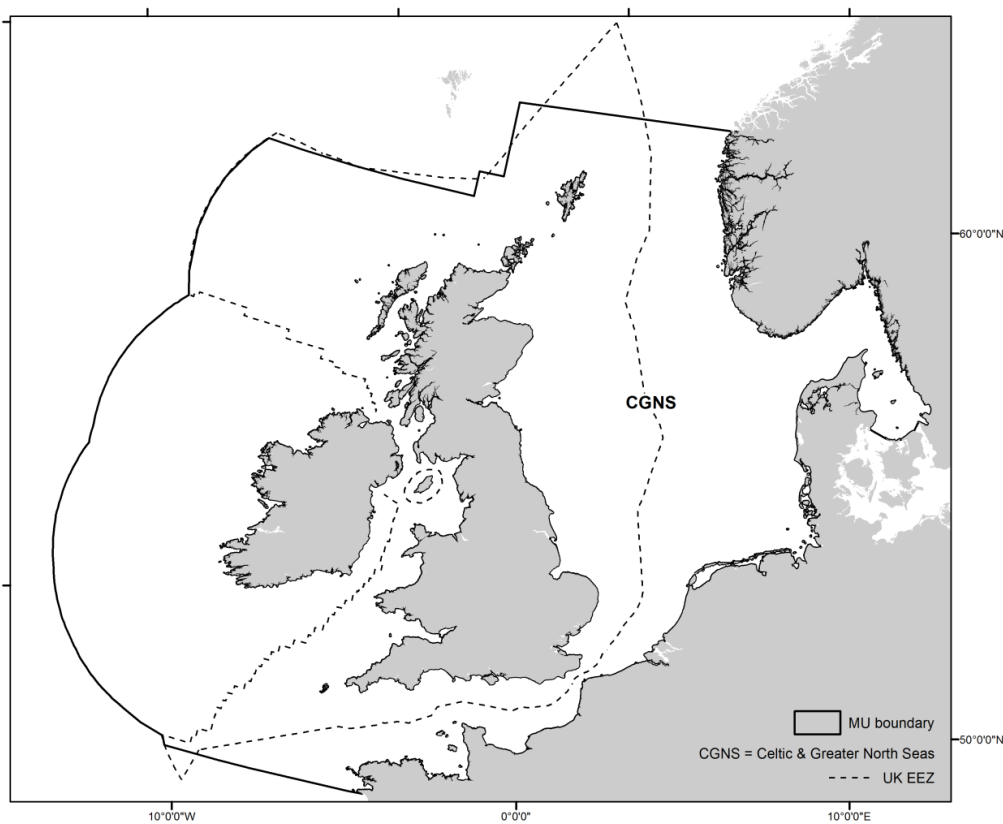 60°0'0"N
CGNS
MU boundary
CGNS = Celtic & Greater North Seas
UK EEZ
50°0'0"N
10°0'0"W
0°0'0"
10°0'0"E